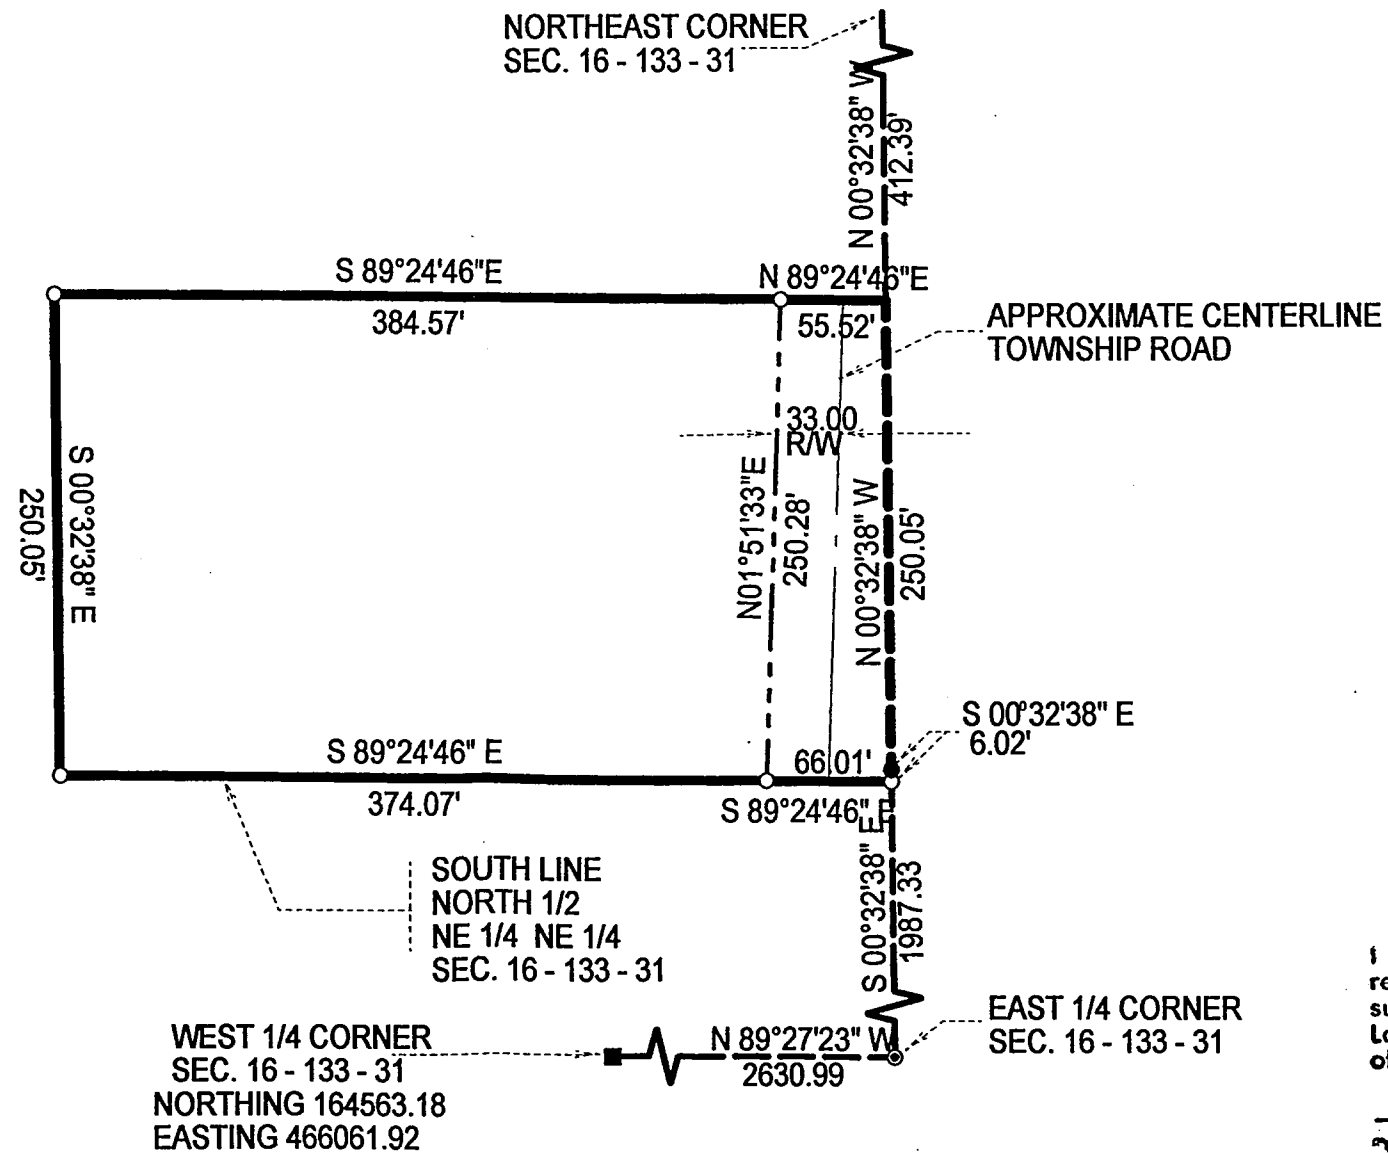 NORTHEAST CORNER
SEC. 16 - 133 - 31
N 00°32'38" W
412.39'
S 89°24'46"E
384.57'
N 89°24'46"E
55.52'
APPROXIMATE CENTERLINE
TOWNSHIP ROAD
33.00
R/W
S 00°32'38" E
250.05'
N01°51'33"E
250.28'
N 00°32'38" W
250.05'
S 00°32'38" E
6.02'
S 89°24'46" E
374.07'
66.01'
S 89°24'46" E
SOUTH LINE
NORTH 1/2
NE 1/4 NE 1/4
SEC. 16 - 133 - 31
S 00°32'38" E
1987.33
WEST 1/4 CORNER
SEC. 16 - 133 - 31
NORTHING 164563.18
EASTING 466061.92
N 89°27'23" W
2630.99
EAST 1/4 CORNER
SEC. 16 - 133 - 31